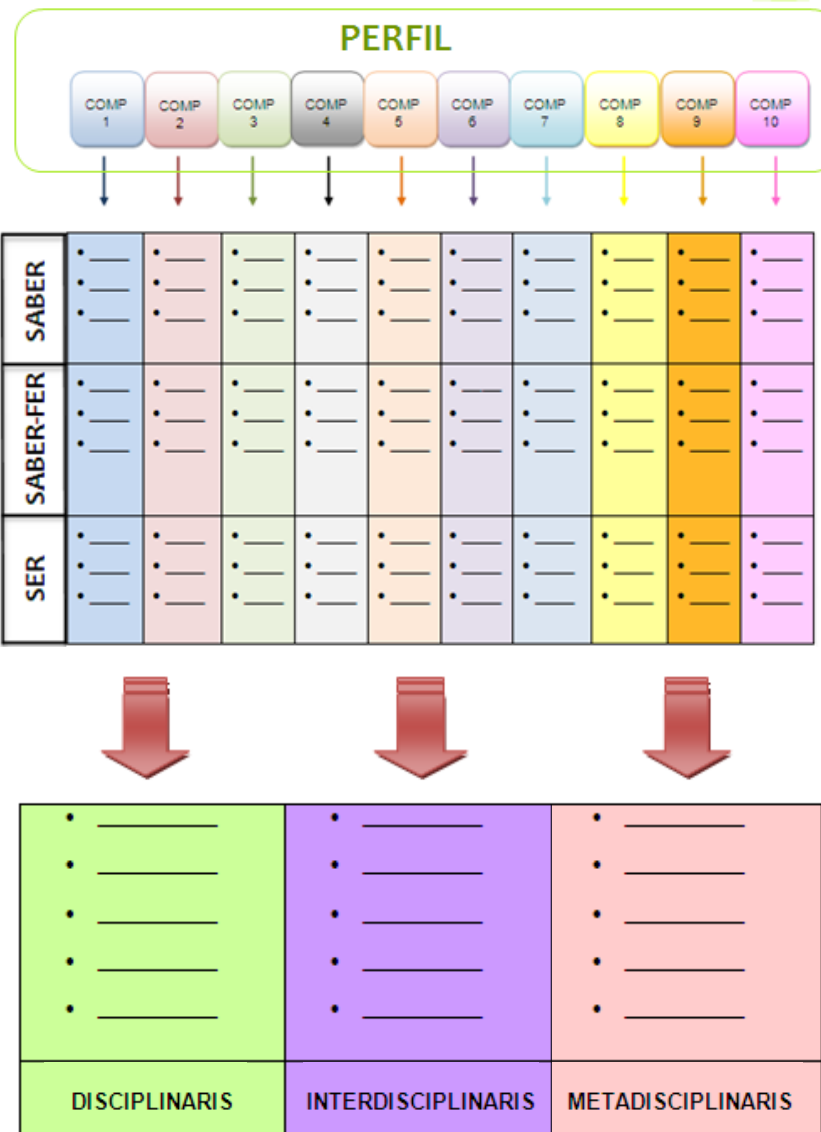 PERFIL
COMP 1
COMP 2
COMP 3
COMP 4
COMP 5
COMP 6
COMP 7
COMP 8
COMP 9
COMP 10
SABER
SABER-FER
SER
DISCIPLINARIS
INTERDISCIPLINARIS
METADISCIPLINARIS